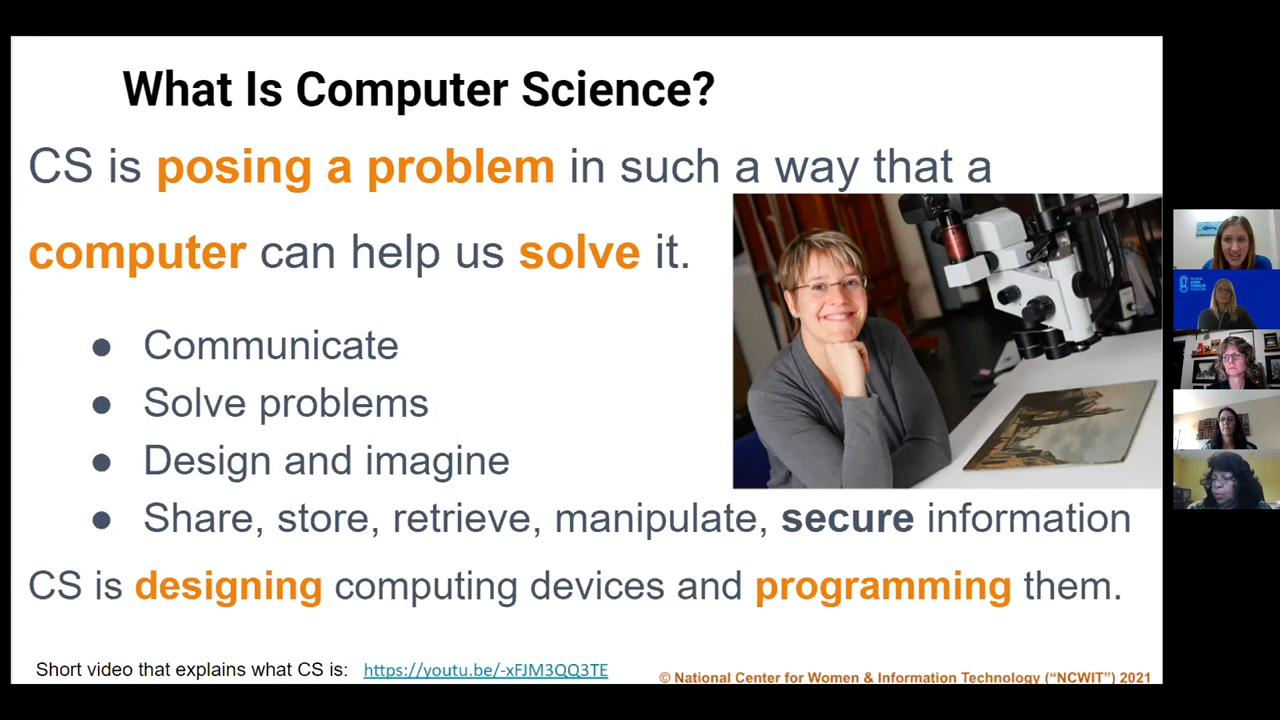 What Is Computer Science?
CS is posing a problem in such a way that a
computer can help us solve it.
● Communicate
● Solve problems
● Design and imagine
● Share, store, retrieve, manipulate, secure information
CS is designing computing devices and programming them.
Short video that explains what CS is: https://youtu.be/-xFJM3QQ3TE
© National Center for Women & Information Technology (“NCWIT”) 2021